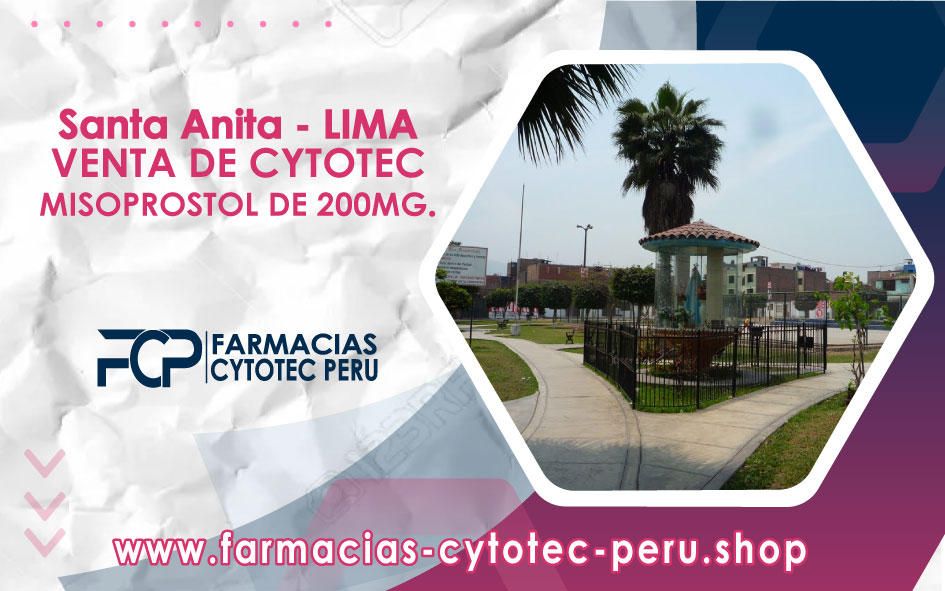 Santa Anita - LIMA
VENTA DE CYTOTEC
MISOPROSTOL DE 200MG.
FCP
FARMACIAS
CYTOTEC PERU
www.farmacias-cytotec-peru.shop